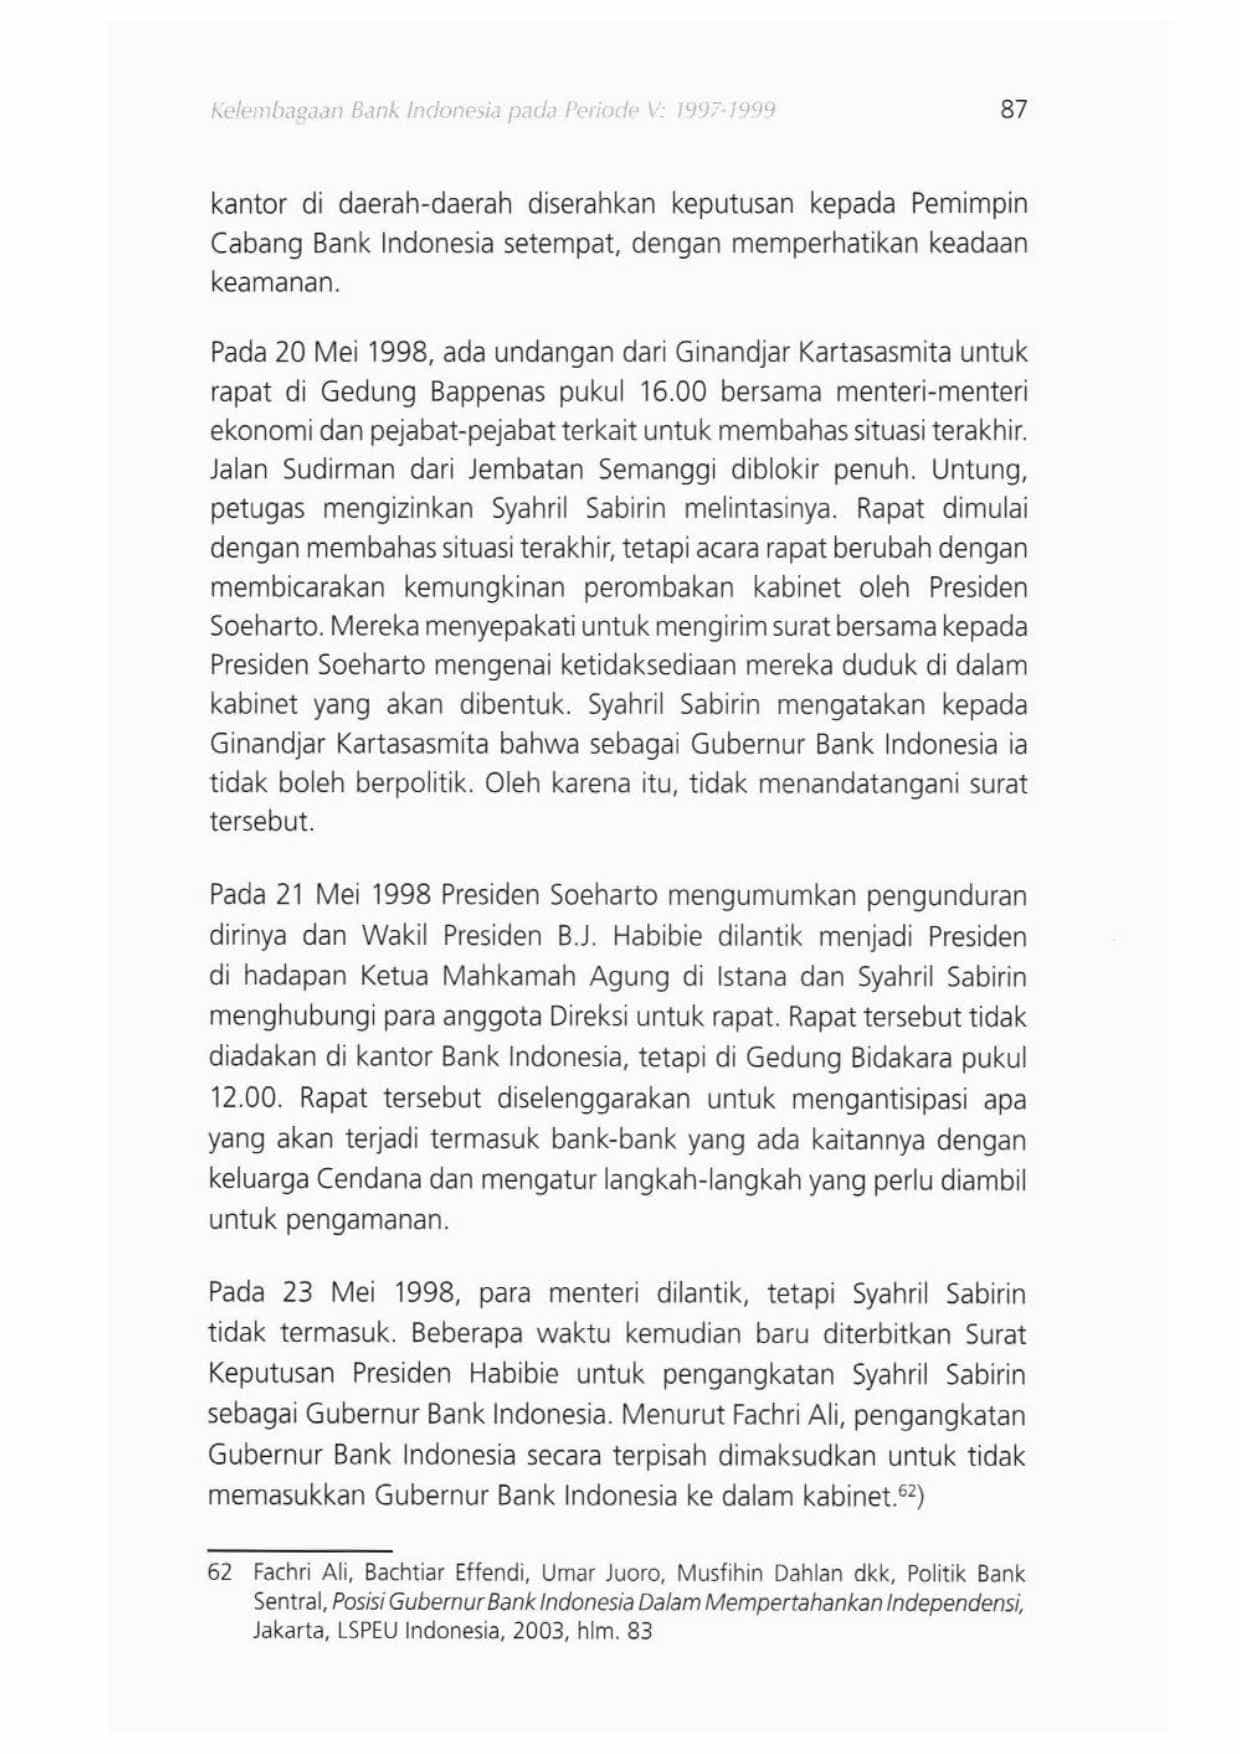 Kelembagaan Bank Indonesia pada Periode V: 1997-1999 87
kantor di daerah-daerah diserahkan keputusan kepada Pemimpin
Cabang Bank Indonesia setempat, dengan memperhatikan keadaan
keamanan.
Pada 20 Mei 1998, ada undangan dari Ginandjar Kartasasmita untuk
rapat di Gedung Bappenas pukul 16.00 bersama menteri-menteri
ekonomi dan pejabat-pejabat terkait untuk membahas situasi terakhir.
Jalan Sudirman dari Jembatan Semanggi diblokir penuh. Untung,
petugas mengizinkan Syahril Sabirin melintasinya. Rapat dimulai
dengan membahas situasi terakhir, tetapi acara rapat berubah dengan
membicarakan kemungkinan perombakan kabinet oleh Presiden
Soeharto. Mereka menyepakati untuk mengirim surat bersama kepada
Presiden Soeharto mengenai ketidaksediaan mereka duduk di dalam
kabinet yang akan dibentuk. Syahril Sabirin mengatakan kepada
Ginandjar Kartasasmita bahwa sebagai Gubernur Bank Indonesia ia
tidak boleh berpolitik. Oleh karena itu, tidak menandatangani surat
tersebut.
Pada 21 Mei 1998 Presiden Soeharto mengumumkan pengunduran
dirinya dan Wakil Presiden B.J. Habibie dilantik menjadi Presiden
di hadapan Ketua Mahkamah Agung di Istana dan Syahril Sabirin
menghubungi para anggota Direksi untuk rapat. Rapat tersebut tidak
diadakan di kantor Bank Indonesia, tetapi di Gedung Bidakara pukul
12.00. Rapat tersebut diselenggarakan untuk mengantisipasi apa
yang akan terjadi termasuk bank-bank yang ada kaitannya dengan
keluarga Cendana dan mengatur langkah-langkah yang perlu diambil
untuk pengamanan.
Pada 23 Mei 1998, para menteri dilantik, tetapi Syahril Sabirin
tidak termasuk. Beberapa waktu kemudian baru diterbitkan Surat
Keputusan Presiden Habibie untuk pengangkatan Syahril Sabirin
sebagai Gubernur Bank Indonesia. Menurut Fachri Ali, pengangkatan
Gubernur Bank Indonesia secara terpisah dimaksudkan untuk tidak
memasukkan Gubernur Bank Indonesia ke dalam kabinet.⁶²)
62 Fachri Ali, Bachtiar Effendi, Umar Juoro, Musfihin Dahlan dkk, Politik Bank
Sentral, Posisi Gubernur Bank Indonesia Dalam Mempertahankan Independensi,
Jakarta, LSPEU Indonesia, 2003, hlm. 83